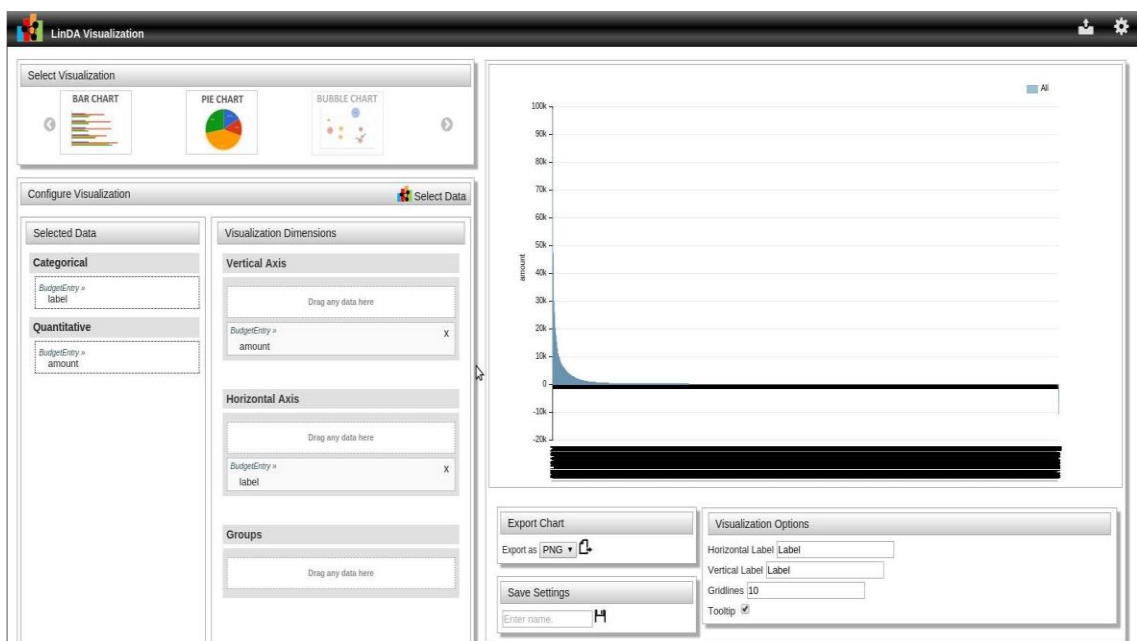 LinDA Visualization
Select Visualization
BAR CHART
PIE CHART
BUBBLE CHART
Configure Visualization
Select Data
Selected Data
Categorical
BudgetEntry »
label
Quantitative
BudgetEntry »
amount
Visualization Dimensions
Vertical Axis
Drag any data here
BudgetEntry »
X
amount
Horizontal Axis
Drag any data here
BudgetEntry »
X
label
Groups
Drag any data here
All
100k
90k
80k
70k
60k
50k
40k
30k
20k
10k
0
-10k
-20k
amount
Export Chart
Export as PNG
Save Settings
Enter name.
Visualization Options
Horizontal Label Label
Vertical Label Label
Gridlines 10
Tooltip